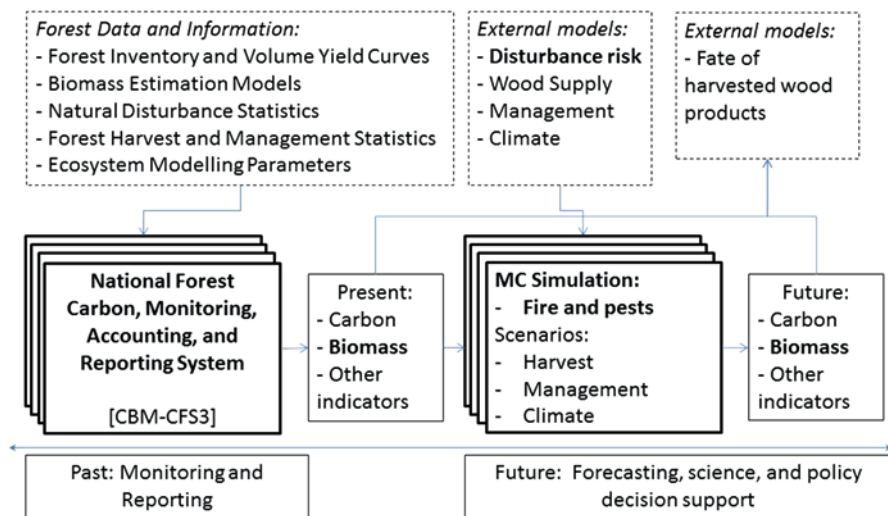 Forest Data and Information:
- Forest Inventory and Volume Yield Curves
- Biomass Estimation Models
- Natural Disturbance Statistics
- Forest Harvest and Management Statistics
- Ecosystem Modelling Parameters
External models:
- Disturbance risk
- Wood Supply
- Management
- Climate
External models:
- Fate of
harvested wood
products
National Forest
Carbon, Monitoring,
Accounting, and
Reporting System
[CBM-CFS3]
Present:
- Carbon
- Biomass
- Other
indicators
MC Simulation:
- Fire and pests
Scenarios:
- Harvest
- Management
- Climate
Future:
- Carbon
- Biomass
- Other
indicators
Past: Monitoring and
Reporting
Future: Forecasting, science, and policy
decision support